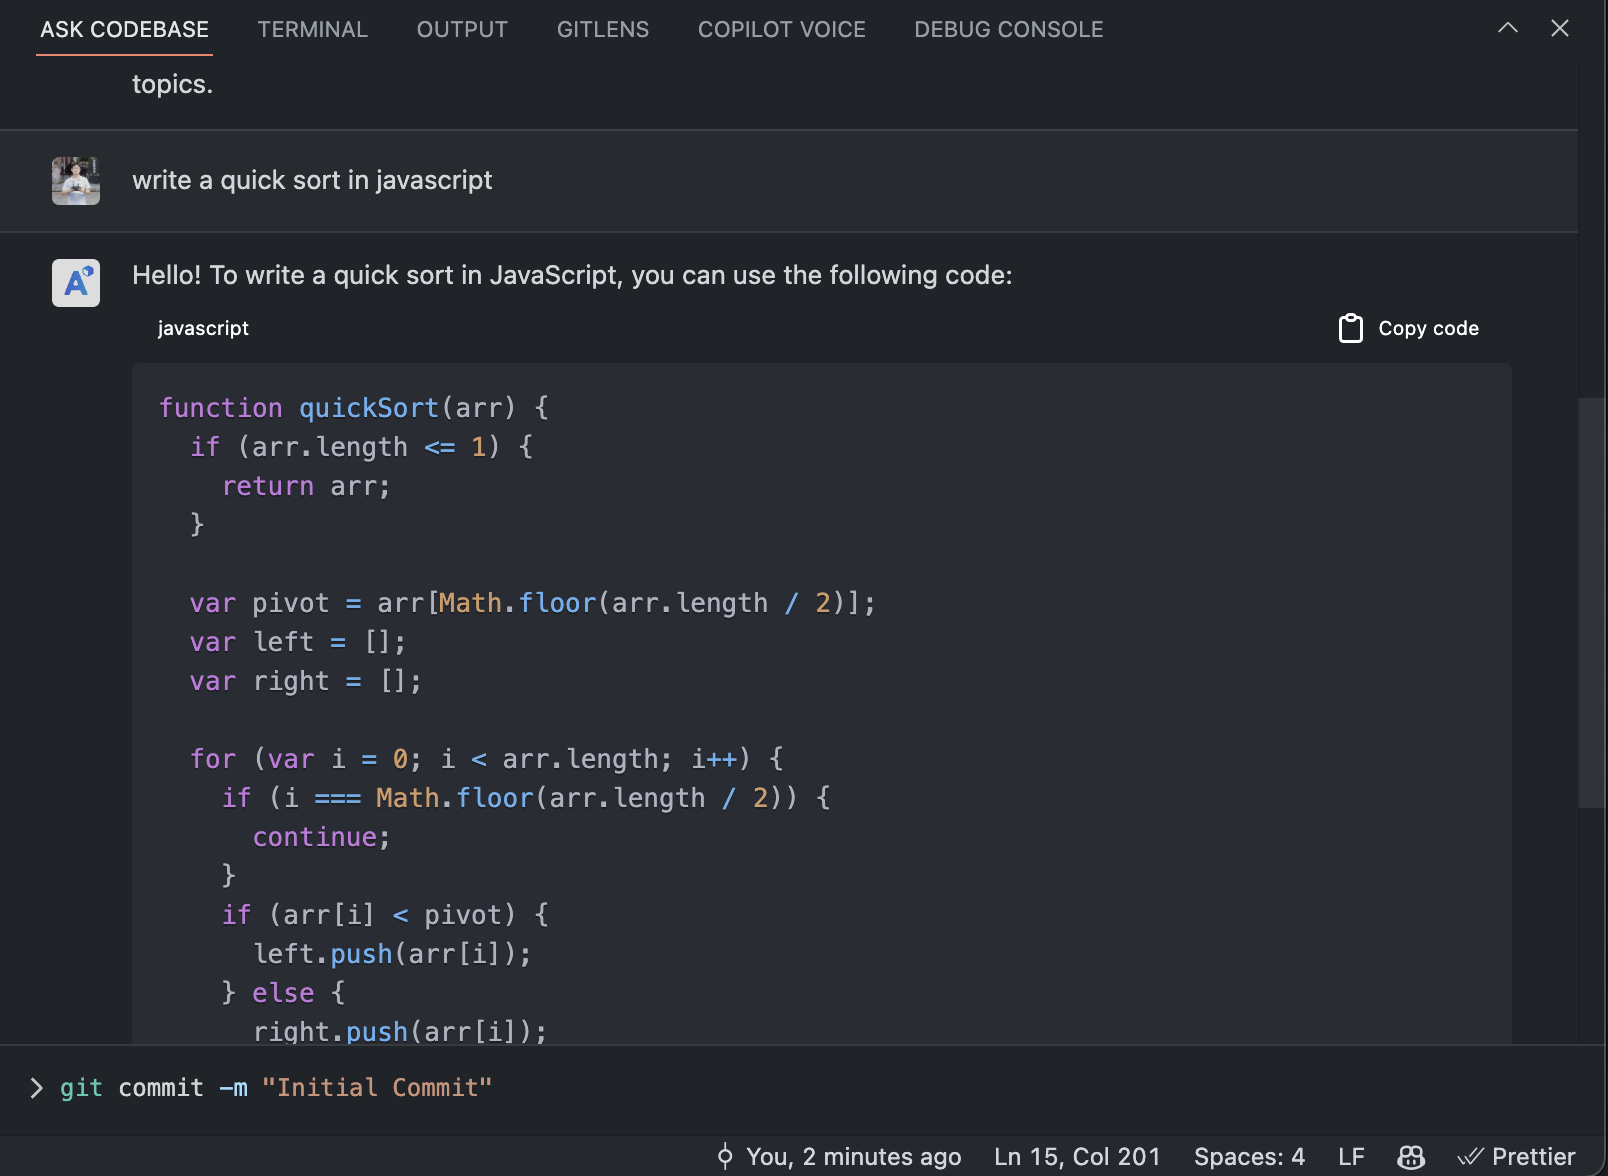 ASK CODEBASE TERMINAL OUTPUT GITLENS COPILOT VOICE DEBUG CONSOLE
topics.
write a quick sort in javascript
A
Hello! To write a quick sort in JavaScript, you can use the following code:
javascript Copy code
function quickSort(arr) {
  if (arr.length <= 1) {
    return arr;
  }
  var pivot = arr[Math.floor(arr.length / 2)];
  var left = [];
  var right = [];
  for (var i = 0; i < arr.length; i++) {
    if (i === Math.floor(arr.length / 2)) {
      continue;
    }
    if (arr[i] < pivot) {
      left.push(arr[i]);
    } else {
      right.push(arr[i]);
> git commit -m "Initial Commit"
You, 2 minutes ago Ln 15, Col 201 Spaces: 4 LF Prettier